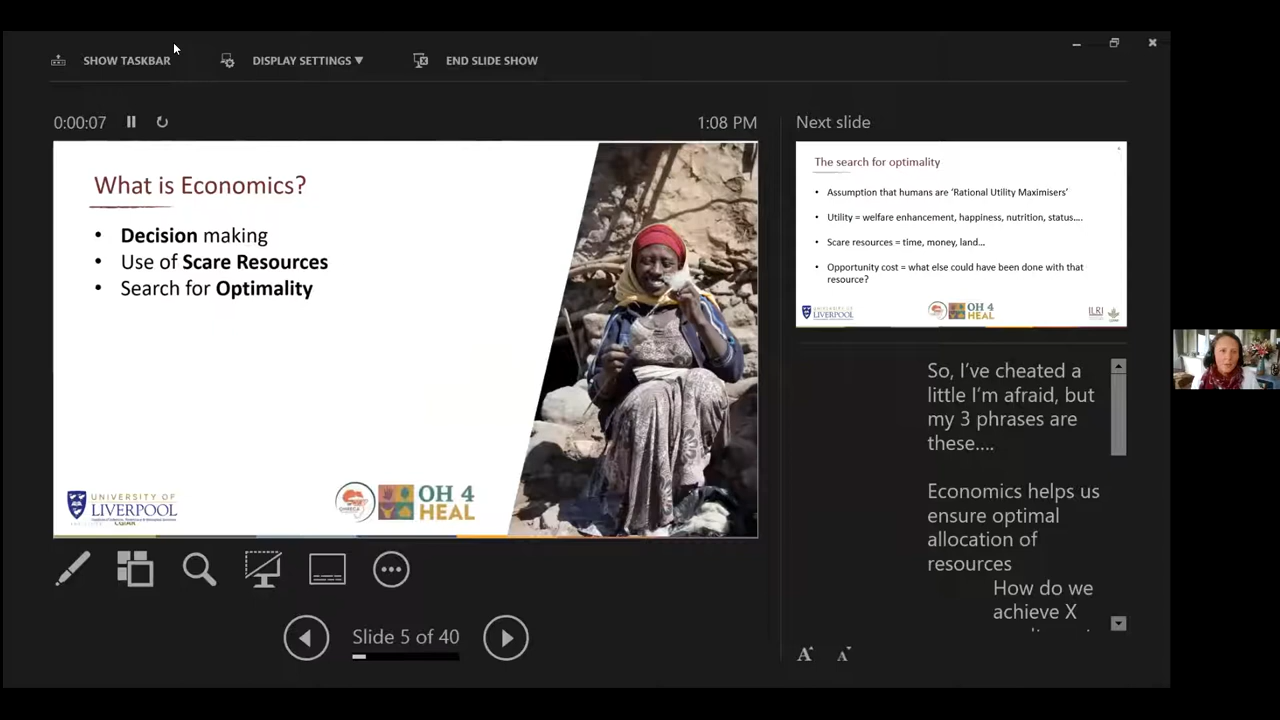 SHOW TASKBAR
DISPLAY SETTINGS ▼
END SLIDE SHOW
0:00:07
1:08 PM
What is Economics?
• Decision making
• Use of Scare Resources
• Search for Optimality
UNIVERSITY OF
LIVERPOOL
CGIAR
OH 4
HEAL
Slide 5 of 40
Next slide
The search for optimality
• Assumption that humans are ‘Rational Utility Maximisers’
• Utility = welfare enhancement, happiness, nutrition, status….
• Scare resources = time, money, land…
• Opportunity cost = what else could have been done with that
resource?
UNIVERSITY OF
LIVERPOOL
OH 4
HEAL
ILRI
So, I’ve cheated a
little I’m afraid, but
my 3 phrases are
these….
Economics helps us
ensure optimal
allocation of
resources
How do we
achieve X
A
A